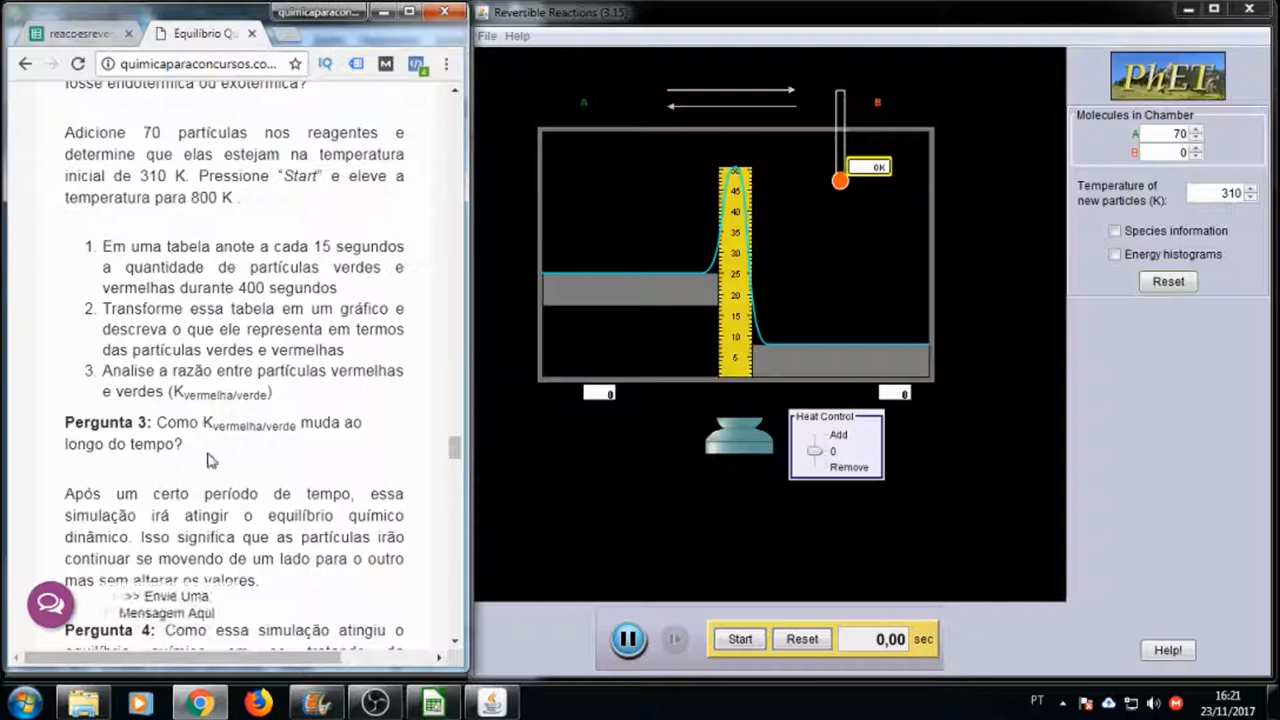 quimicaparacon...
reacoesreve
Equilíbrio Qu
quimicaparaconcursos.co...
fosse endotérmica ou exotérmica?
Adicione 70 partículas nos reagentes e
determine que elas estejam na temperatura
inicial de 310 K. Pressione “Start” e eleve a
temperatura para 800 K .
1. Em uma tabela anote a cada 15 segundos
a quantidade de partículas verdes e
vermelhas durante 400 segundos
2. Transforme essa tabela em um gráfico e
descreva o que ele representa em termos
das partículas verdes e vermelhas
3. Analise a razão entre partículas vermelhas
e verdes (Kvermelha/verde)
Pergunta 3: Como Kvermelha/verde muda ao
longo do tempo?
Após um certo período de tempo, essa
simulação irá atingir o equilíbrio químico
dinâmico. Isso significa que as partículas irão
continuar se movendo de um lado para o outro
mas sem alterar os valores.
>> Envie Uma
Mensagem Aqui
Pergunta 4: Como essa simulação atingiu o
Reversible Reactions (3.15)
File Help
A
B
0K
50
45
40
35
30
25
20
15
10
5
0
0
Heat Control
Add
0
Remove
Start
Reset
0,00 sec
PhET
Molecules in Chamber
A 70
B 0
Temperature of
new particles (K):
310
Species information
Energy histograms
Reset
Help!
PT
16:21
23/11/2017